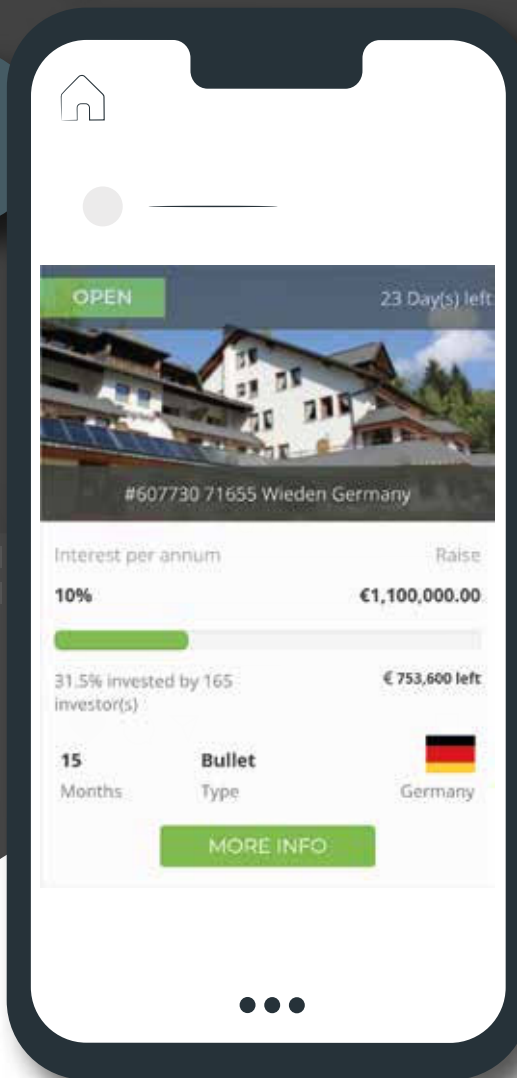 OPEN
23 Day(s) left
#607730 71655 Wieden Germany
Interest per annum
Raise
10%
€1,100,000.00
31.5% invested by 165
investor(s)
€ 753,600 left
15
Bullet
Months
Type
Germany
MORE INFO